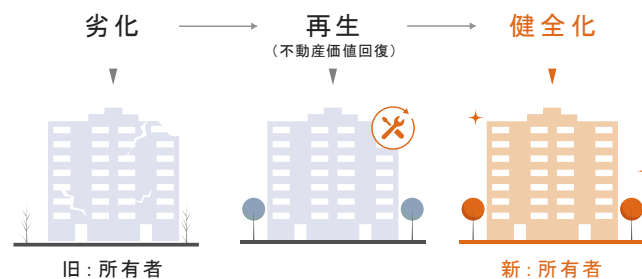 劣化
再生
(不動産価値回復)
健全化
旧:所有者
新:所有者